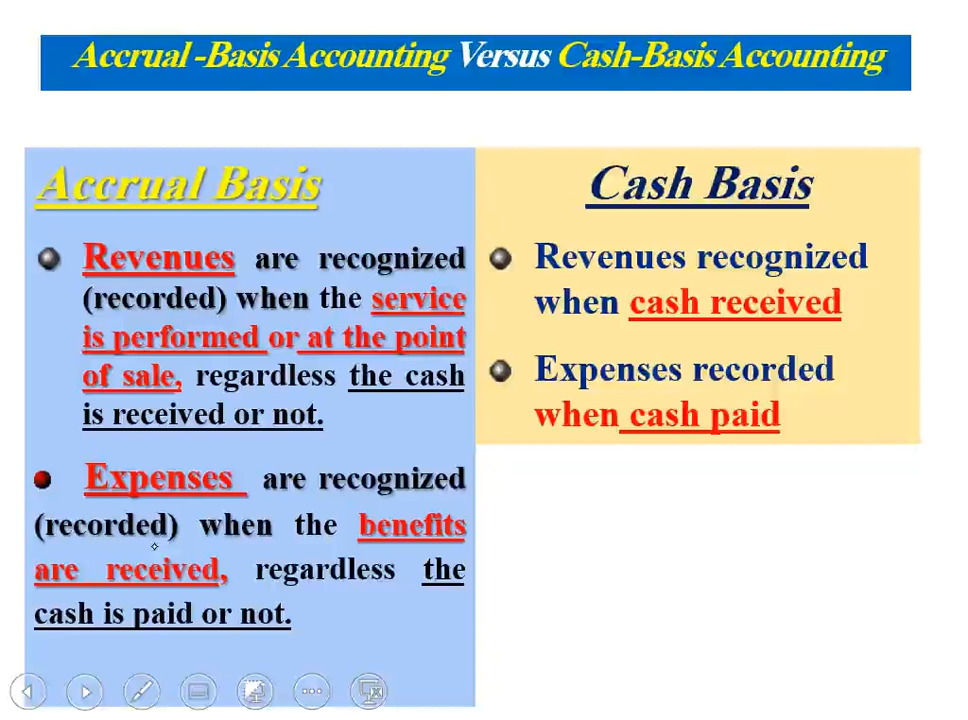 Accrual -Basis Accounting Versus Cash-Basis Accounting
Accrual Basis
Revenues are recognized
(recorded) when the service
is performed or at the point
of sale, regardless the cash
is received or not.
Expenses are recognized
(recorded) when the benefits
are received, regardless the
cash is paid or not.
Cash Basis
Revenues recognized
when cash received
Expenses recorded
when cash paid